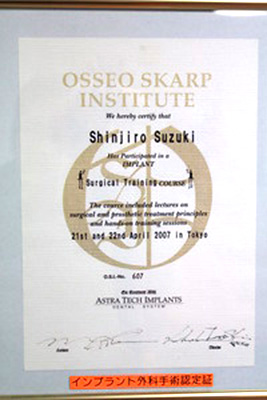 OSSEO SKARP
INSTITUTE
We hereby certify that
Shinjiro Suzuki
Has Participated in a
IMPLANT
Surgical Training COURSE
The course included lectures on
surgical and prosthetic treatment principles
and hands-on training sessions
21st and 22nd April 2007 in Tokyo
O.S.I.-No. 607
ASTRA TECH IMPLANTS
DENTAL SYSTEM
インプラント外科手術認定証